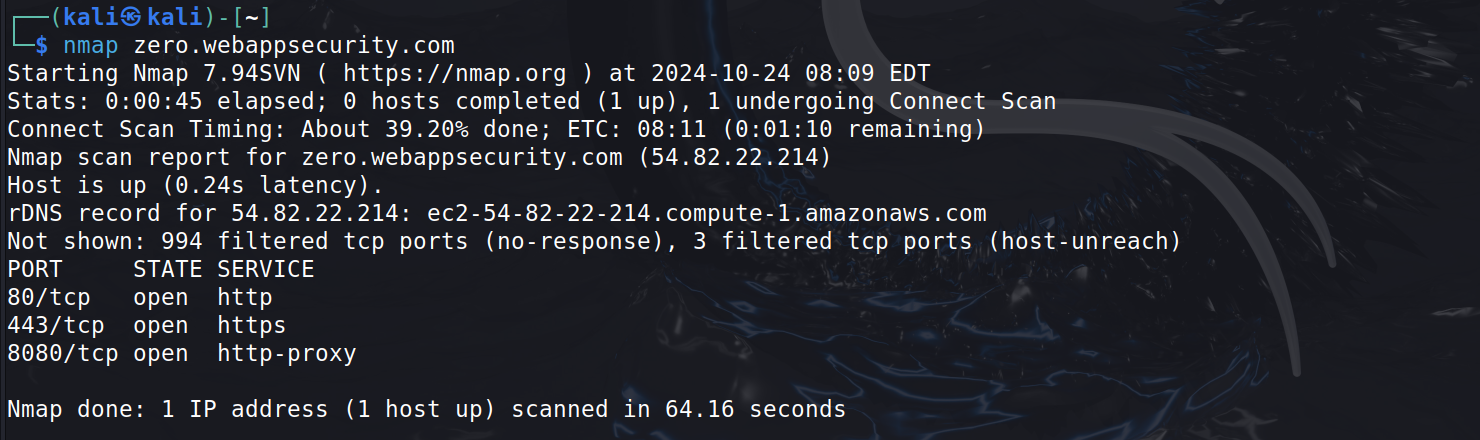 ┌──(kali㉿kali)-[~]
└─$ nmap zero.webappsecurity.com
Starting Nmap 7.94SVN ( https://nmap.org ) at 2024-10-24 08:09 EDT
Stats: 0:00:45 elapsed; 0 hosts completed (1 up), 1 undergoing Connect Scan
Connect Scan Timing: About 39.20% done; ETC: 08:11 (0:01:10 remaining)
Nmap scan report for zero.webappsecurity.com (54.82.22.214)
Host is up (0.24s latency).
rDNS record for 54.82.22.214: ec2-54-82-22-214.compute-1.amazonaws.com
Not shown: 994 filtered tcp ports (no-response), 3 filtered tcp ports (host-unreach)
PORT     STATE SERVICE
80/tcp   open  http
443/tcp  open  https
8080/tcp open  http-proxy
Nmap done: 1 IP address (1 host up) scanned in 64.16 seconds